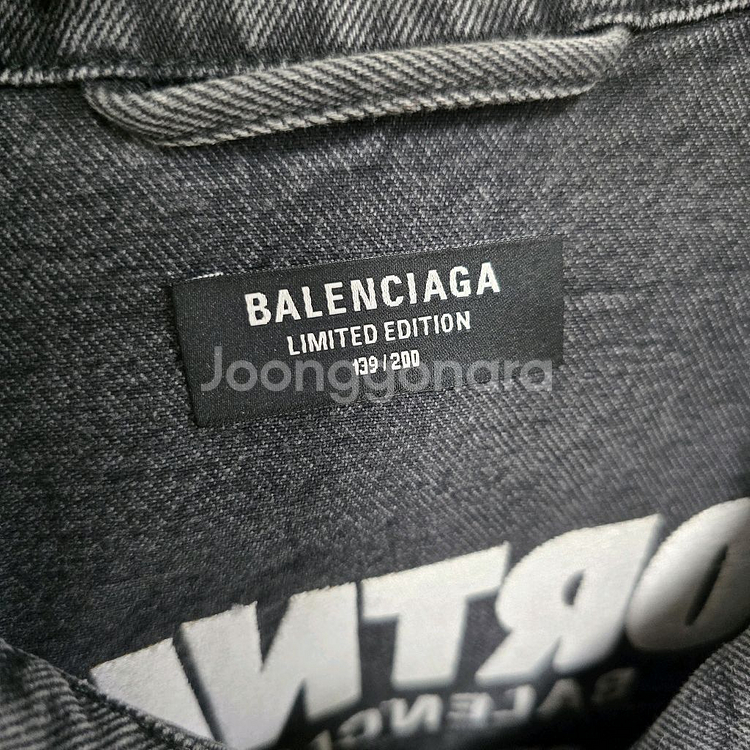 BALENCIAGA
LIMITED EDITION
139/200
Joonggonara